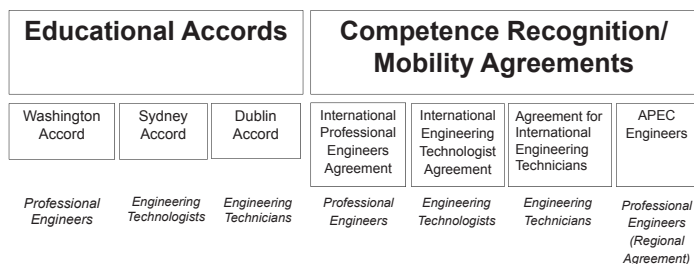 Educational Accords
Competence Recognition/
Mobility Agreements
Washington
Accord
Sydney
Accord
Dublin
Accord
International
Professional
Engineers
Agreement
International
Engineering
Technologist
Agreement
Agreement for
International
Engineering
Technicians
APEC
Engineers
Professional
Engineers
Engineering
Technologists
Engineering
Technicians
Professional
Engineers
Engineering
Technologists
Engineering
Technicians
Professional
Engineers
(Regional
Agreement)